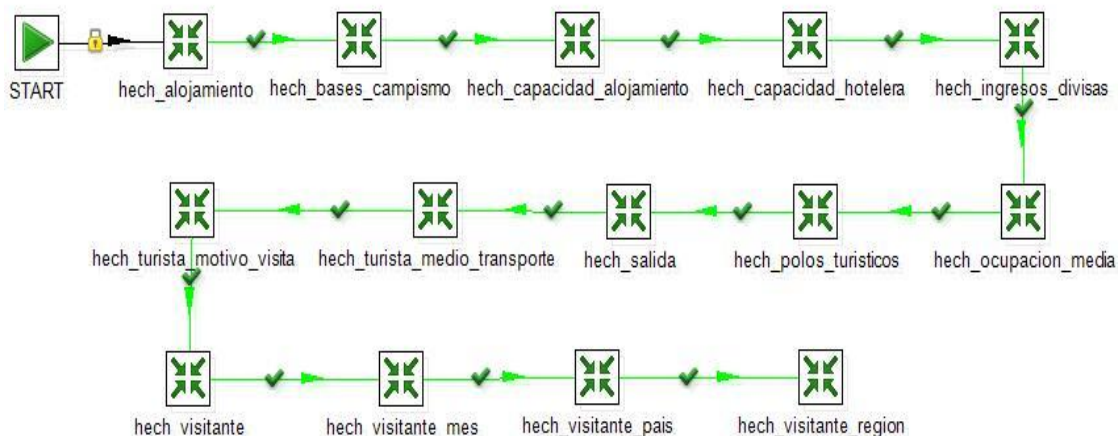 START
hech_alojamiento
hech_bases_campismo
hech_capacidad_alojamiento
hech_capacidad_hotelera
hech_ingresos_divisas
hech_turista_motivo_visita
hech_turista_medio_transporte
hech_salida
hech_polos_turisticos
hech_ocupacion_media
hech_visitante
hech_visitante_mes
hech_visitante_pais
hech_visitante_region